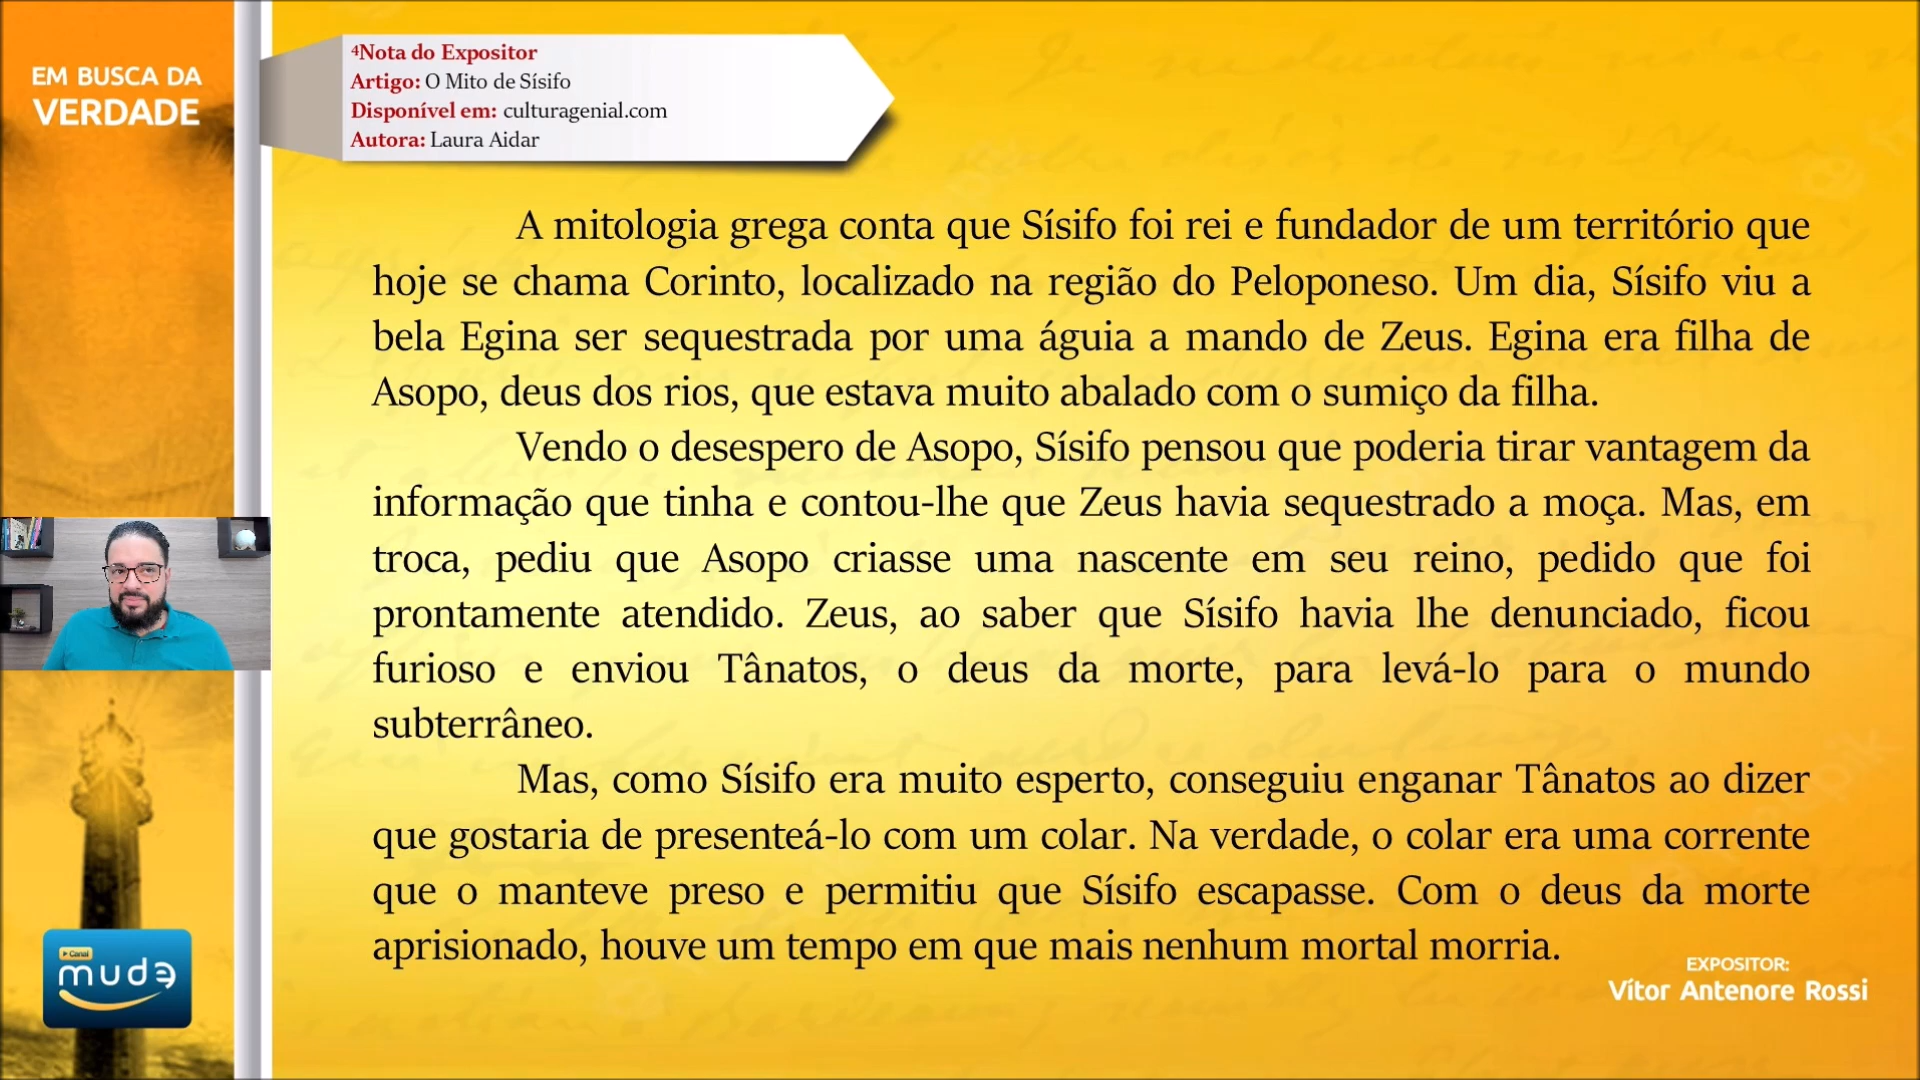 EM BUSCA DA
VERDADE
⁴Nota do Expositor
Artigo: O Mito de Sísifo
Disponível em: culturagenial.com
Autora: Laura Aidar
A mitologia grega conta que Sísifo foi rei e fundador de um território que
hoje se chama Corinto, localizado na região do Peloponeso. Um dia, Sísifo viu a
bela Egina ser sequestrada por uma águia a mando de Zeus. Egina era filha de
Asopo, deus dos rios, que estava muito abalado com o sumiço da filha.
Vendo o desespero de Asopo, Sísifo pensou que poderia tirar vantagem da
informação que tinha e contou-lhe que Zeus havia sequestrado a moça. Mas, em
troca, pediu que Asopo criasse uma nascente em seu reino, pedido que foi
prontamente atendido. Zeus, ao saber que Sísifo havia lhe denunciado, ficou
furioso e enviou Tânatos, o deus da morte, para levá-lo para o mundo
subterrâneo.
Mas, como Sísifo era muito esperto, conseguiu enganar Tânatos ao dizer
que gostaria de presenteá-lo com um colar. Na verdade, o colar era uma corrente
que o manteve preso e permitiu que Sísifo escapasse. Com o deus da morte
aprisionado, houve um tempo em que mais nenhum mortal morria.
Canal
mude
EXPOSITOR:
Vítor Antenore Rossi